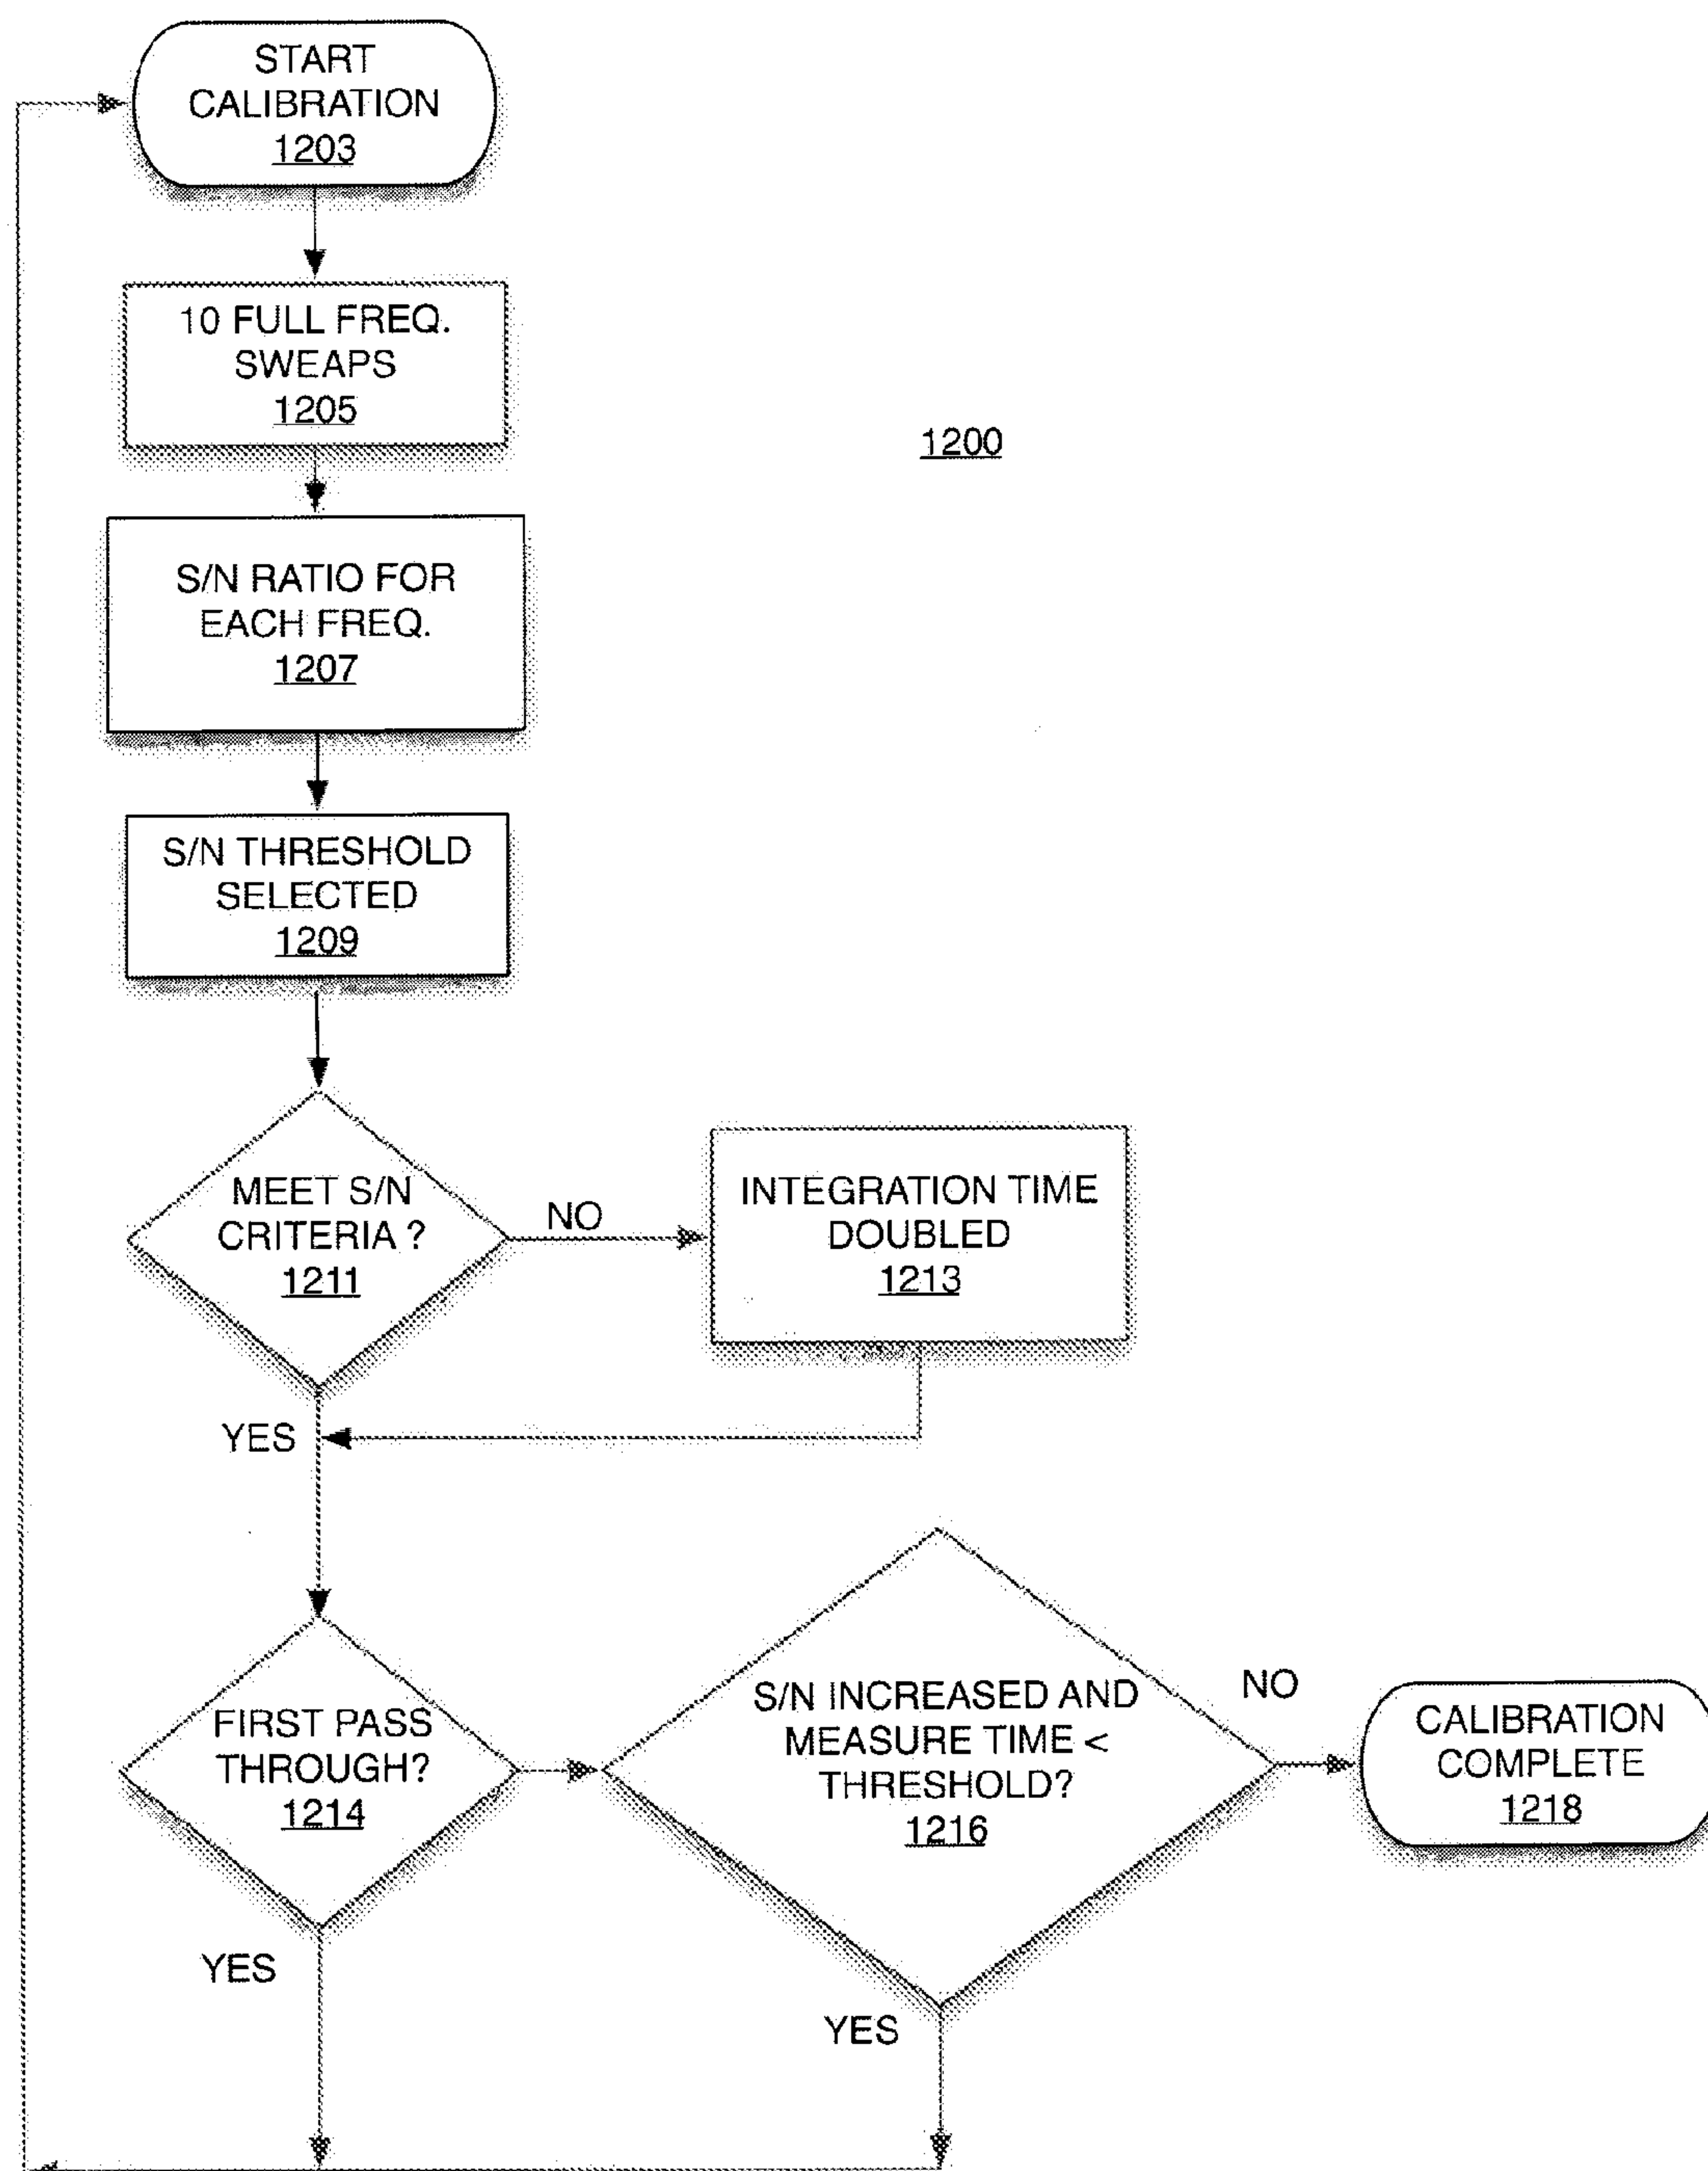 START
CALIBRATION
1203
10 FULL FREQ.
SWEAPS
1205
1200
S/N RATIO FOR
EACH FREQ.
1207
S/N THRESHOLD
SELECTED
1209
MEET S/N
CRITERIA ?
1211
NO
INTEGRATION TIME
DOUBLED
1213
YES
FIRST PASS
THROUGH?
1214
S/N INCREASED AND
MEASURE TIME <
THRESHOLD?
1216
NO
CALIBRATION
COMPLETE
1218
YES
YES